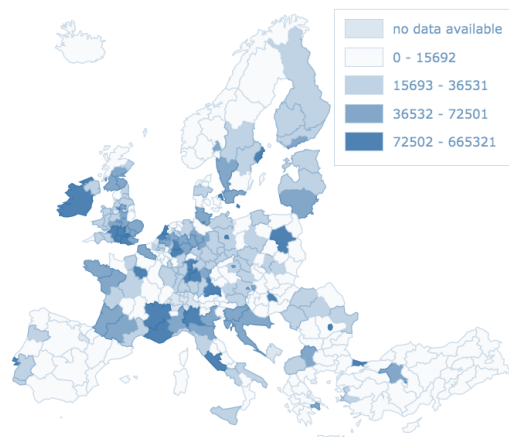 no data available
0 - 15692
15693 - 36531
36532 - 72501
72502 - 665321